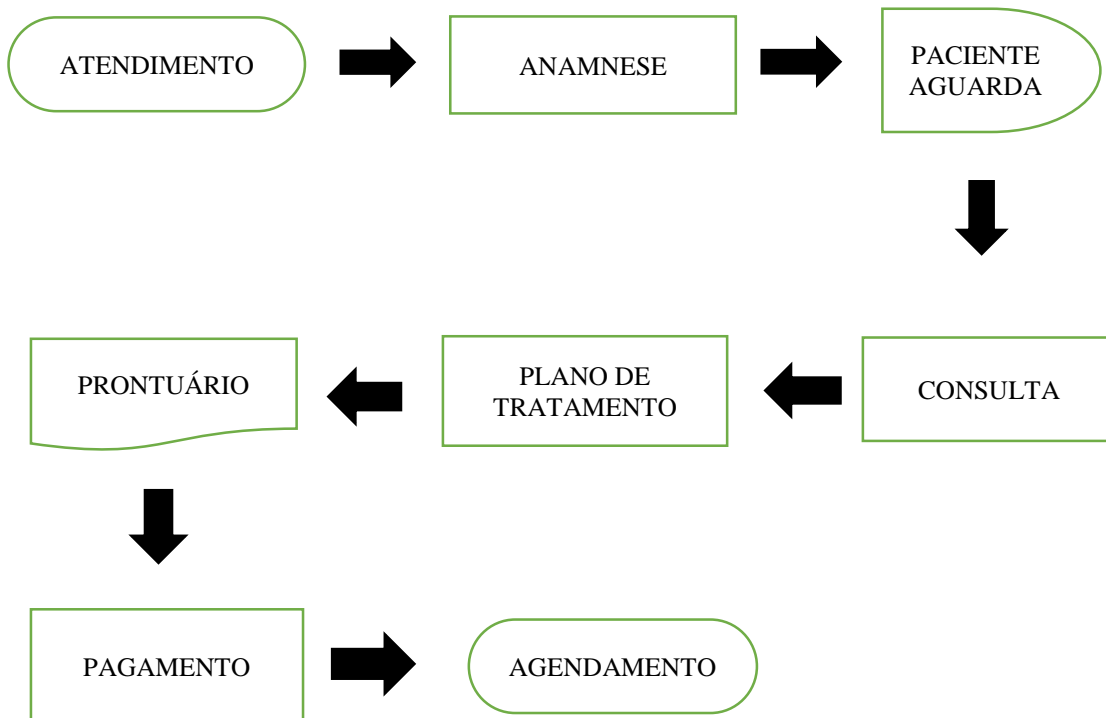 ATENDIMENTO
ANAMNESE
PACIENTE
AGUARDA
CONSULTA
PLANO DE
TRATAMENTO
PRONTUÁRIO
PAGAMENTO
AGENDAMENTO